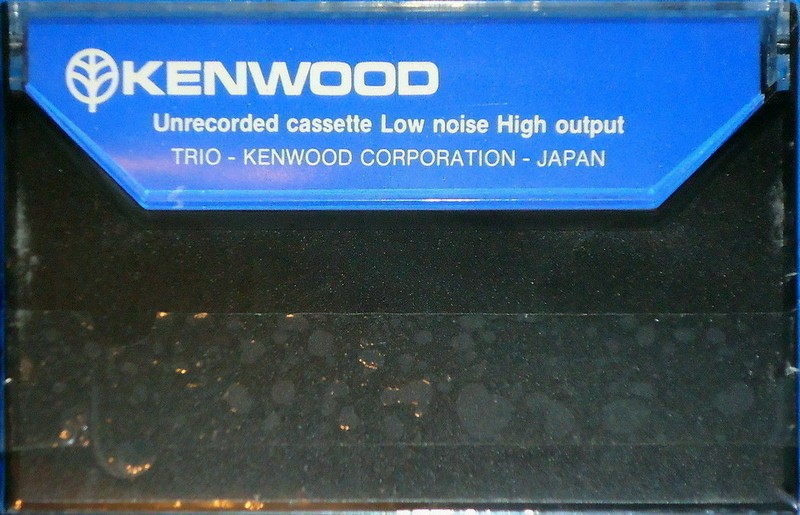 KENWOOD
Unrecorded cassette Low noise High output
TRIO - KENWOOD CORPORATION - JAPAN